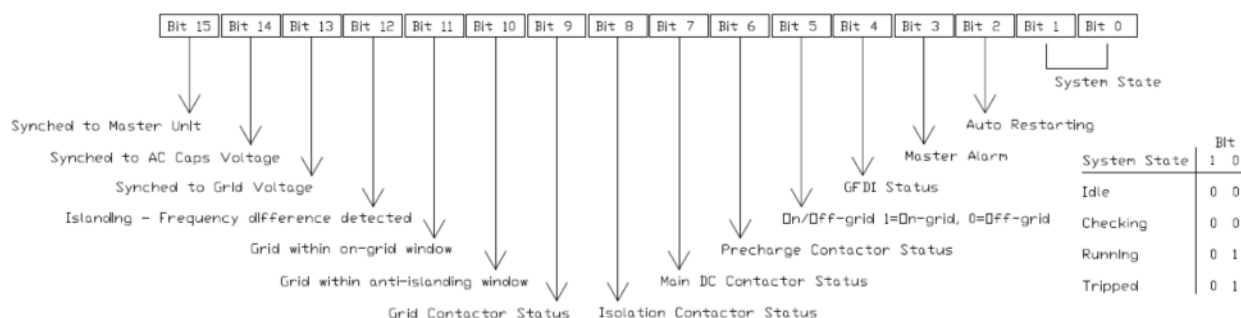 Bit 15 Bit 14 Bit 13 Bit 12 Bit 11 Bit 10 Bit 9 Bit 8 Bit 7 Bit 6 Bit 5 Bit 4 Bit 3 Bit 2 Bit 1 Bit 0
System State
Synched to Master Unit
Auto Restarting
Synched to AC Caps Voltage
Master Alarm
Synched to Grid Voltage
GFDI Status
Islanding - Frequency difference detected
On/Off-grid 1=On-grid, 0=Off-grid
Grid within on-grid window
Precharge Contactor Status
Grid within anti-islanding window
Main DC Contactor Status
Grid Contactor Status
Isolation Contactor Status
Bit
System State 1 0
Idle 0 0
Checking 0 0
Running 0 1
Tripped 0 1